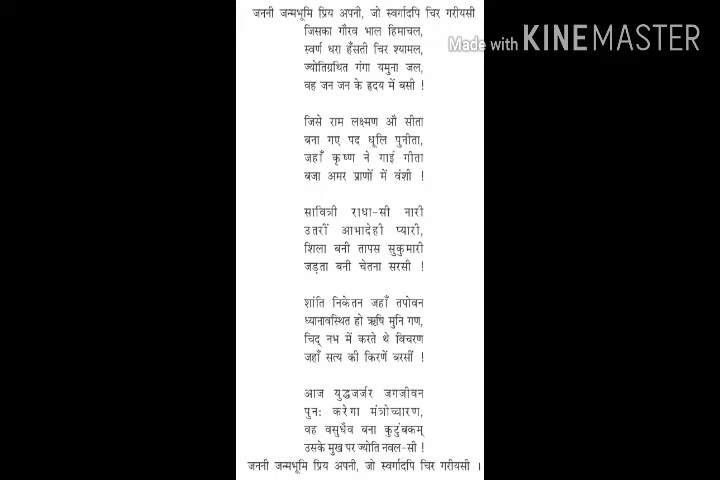 जननी जन्मभूमि प्रिय अपनी, जो स्वर्गादपि चिर गरीयसी
जिसका गौरव भाल हिमाचल,
स्वर्ण धरा हँसती चिर श्यामल,
ज्योतिग्रथित गंगा यमुना जल,
वह जन जन के हृदय में बसी !
जिसे राम लक्ष्मण औ सीता
बना गए पद धूलि पुनीता,
जहाँ कृष्ण ने गाई गीता
बजा अमर प्राणों में वंशी !
सावित्री राधा-सी नारी
उतरीं आभादेही प्यारी,
शिला बनी तापस सुकुमारी
जड़ता बनी चेतना सरसी !
शांति निकेतन जहाँ तपोवन
ध्यानावस्थित हो ऋषि मुनि गण,
चिद् नभ में करते थे विचरण
जहाँ सत्य की किरणें बरसीं !
आज युद्धजर्जर जगजीवन
पुनः करेगा मंत्रोच्चारण,
वह वसुधैव बना कुटुंबकम्
उसके मुख पर ज्योति नवल-सी !
जननी जन्मभूमि प्रिय अपनी, जो स्वर्गादपि चिर गरीयसी ।
Made with KINEMASTER